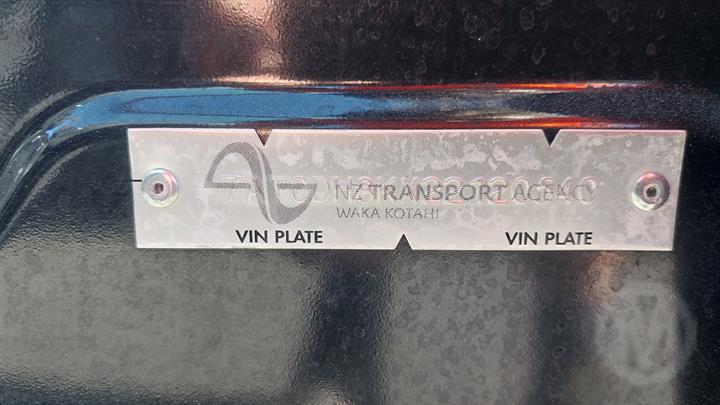 NZ TRANSPORT AGENCY
WAKA KOTAHI
VIN PLATE VIN PLATE